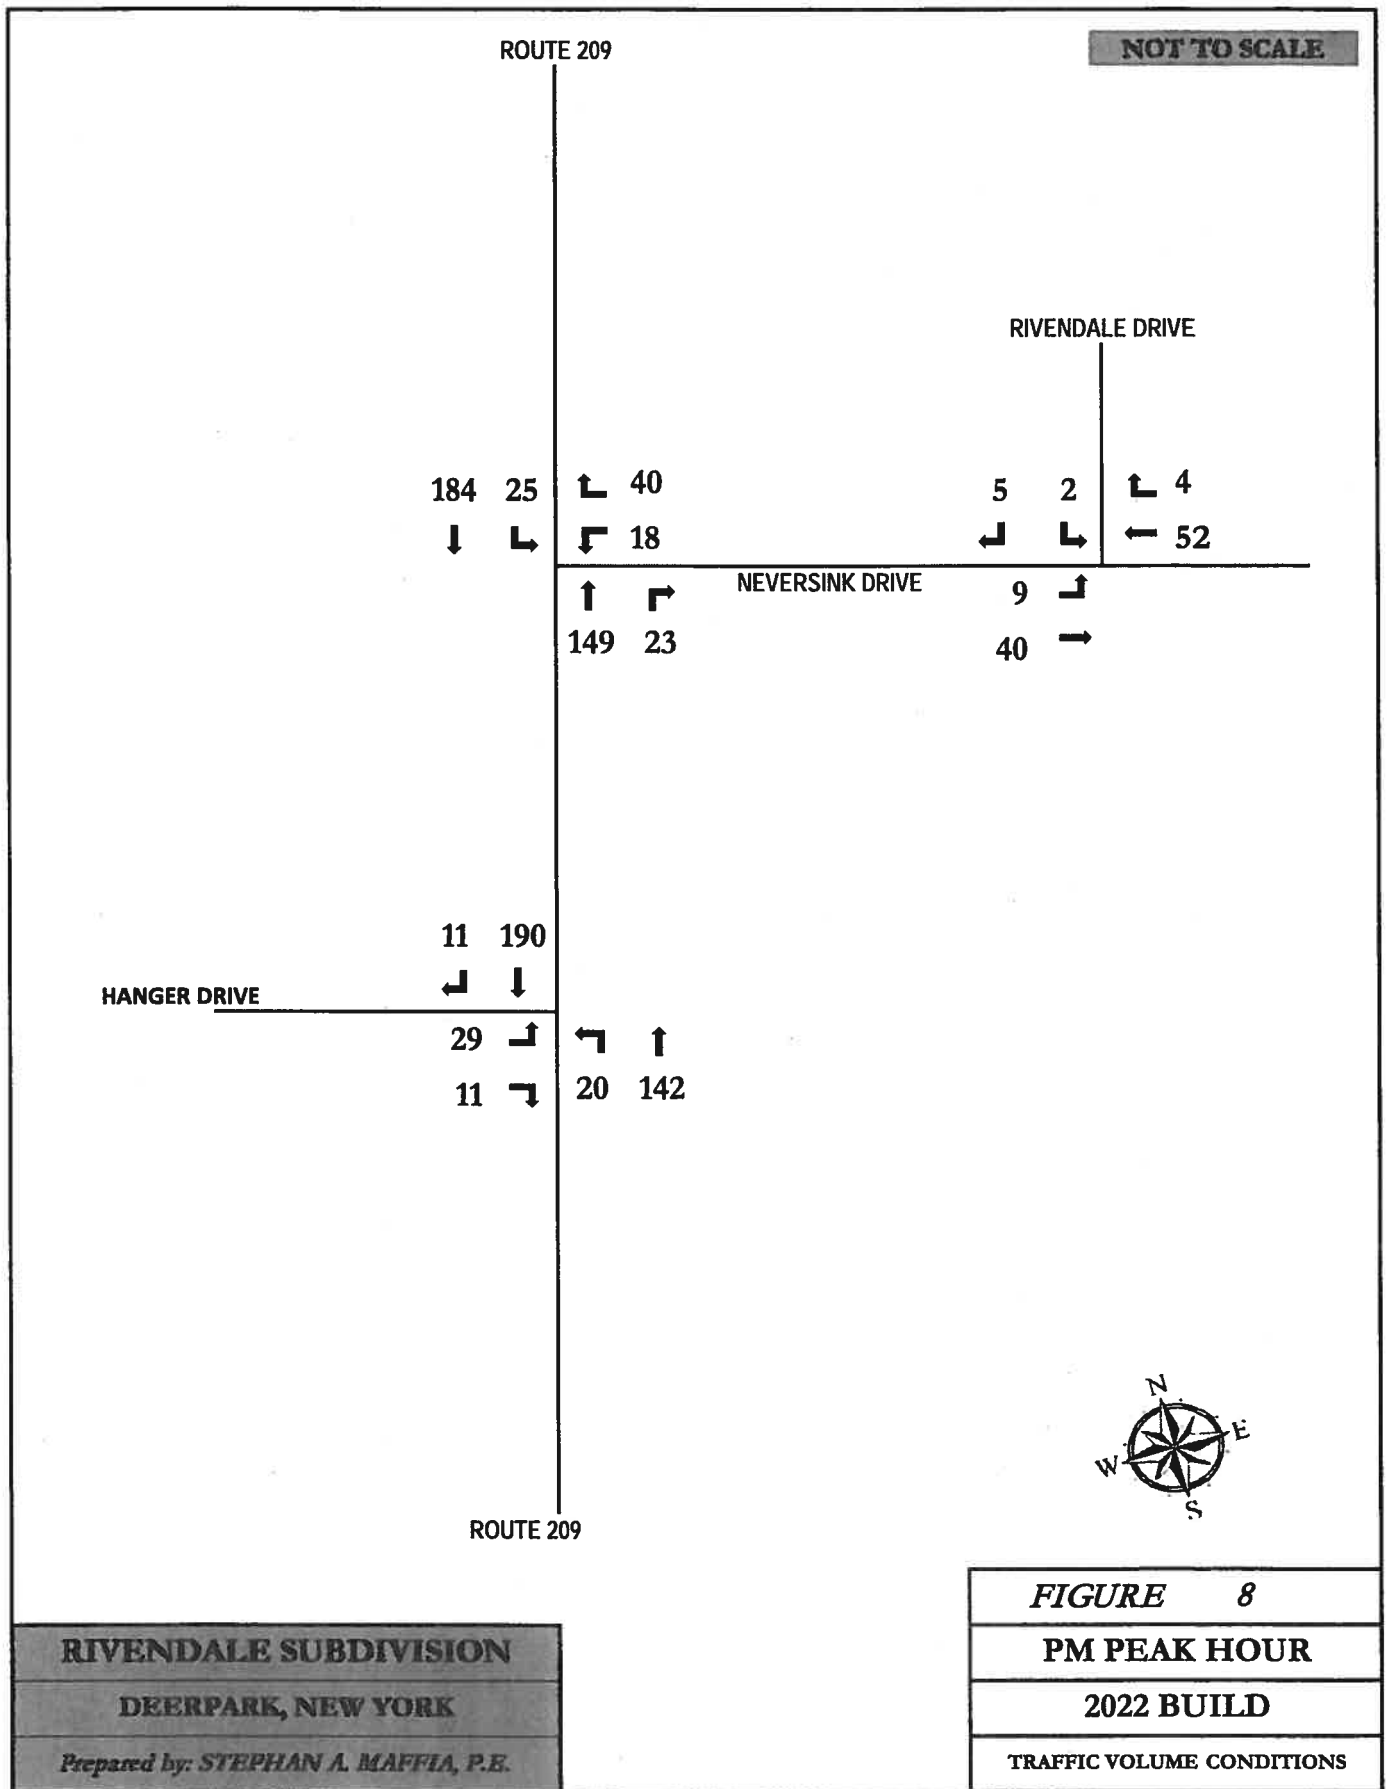 ROUTE 209
NOT TO SCALE
RIVENDALE DRIVE
184 25 40
18
5 2 4
52
NEVERSINK DRIVE
149 23
9
40
11 190
HANGER DRIVE
29
11
20 142
N
E
W
S
ROUTE 209
FIGURE 8
PM PEAK HOUR
2022 BUILD
TRAFFIC VOLUME CONDITIONS
RIVENDALE SUBDIVISION
DEERPARK, NEW YORK
Prepared by: STEPHAN A. MAFFIA, P.E.